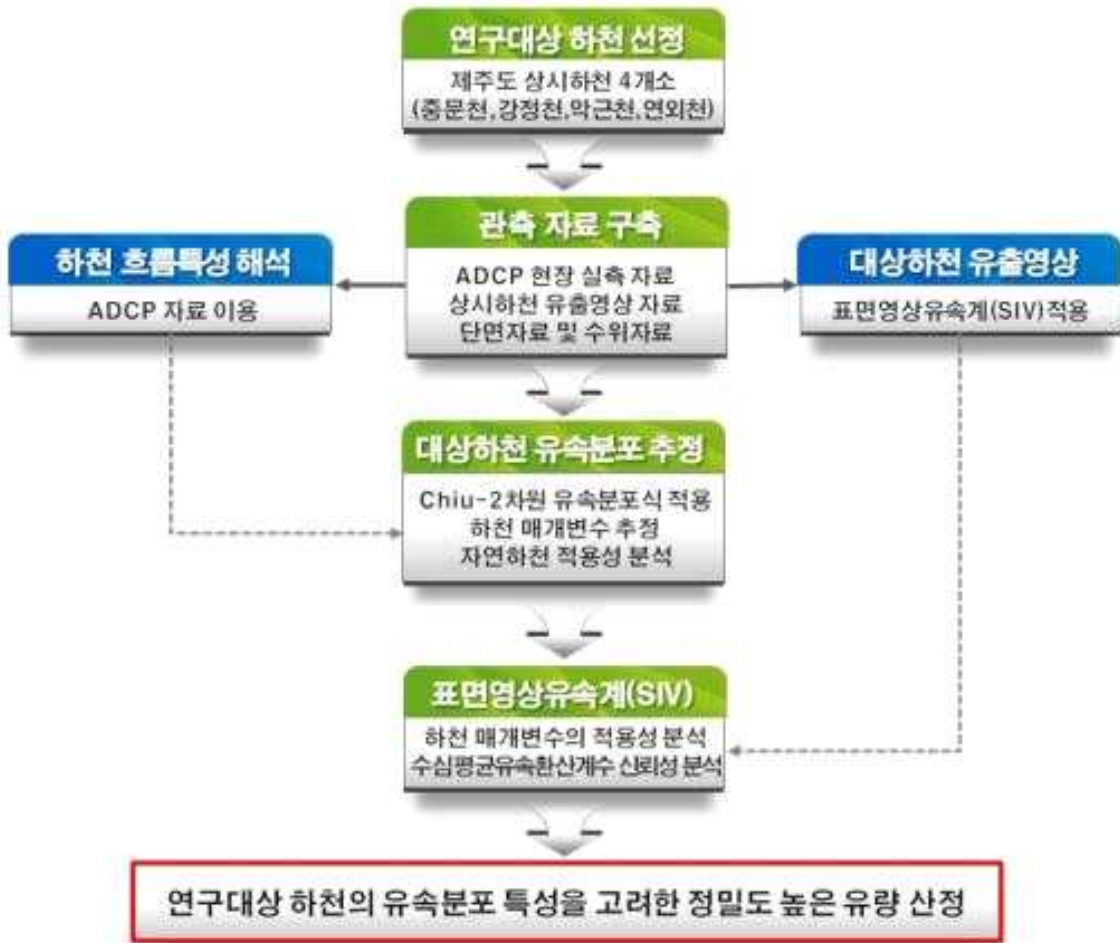 연구대상 하천 선정
제주도 상시하천 4개소
(중문천,강정천,악근천,연외천)
관측 자료 구축
ADCP 현장 실측 자료
상시하천 유출영상 자료
단면자료 및 수위자료
하천 흐름특성 해석
ADCP 자료 이용
대상하천 유출영상
표면영상유속계(SIV)적용
대상하천 유속분포 추정
Chiu-2차원 유속분포식 적용
하천 매개변수 추정
자연하천 적용성 분석
표면영상유속계(SIV)
하천 매개변수의 적용성 분석
수심평균유속환산계수 신뢰성 분석
연구대상 하천의 유속분포 특성을 고려한 정밀도 높은 유량 산정